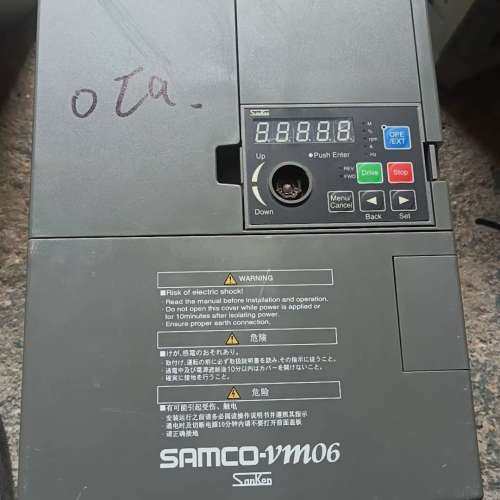 oza.
SanKen
88888
M
%
rpm
A
Hz
OPE
/EXT
Up
Push Enter
REV
FWD
Drive
Stop
Down
Menu/
Cancel
Back
Set
WARNING
■Risk of electric shock!
· Read the manual before installation and operation.
· Do not open this cover while power is applied or
for 10minutes after isolating power.
· Ensure proper earth connection.
危険
■けが、感電のおそれあり。
· 取付け、運転の前に必ず取扱説明書を読み、その指示に従うこと。
· 通電中及び電源遮断後10分以内はカバーを開けないこと。
· 確実に接地を行うこと。
危险
■有可能引起受伤、触电
· 安装运行之前请务必阅读操作说明书并遵照其指示
· 通电时及切断电源10分钟内请不要打开前面盖板
· 请正确接地
SAMCO-vm06
SanKen